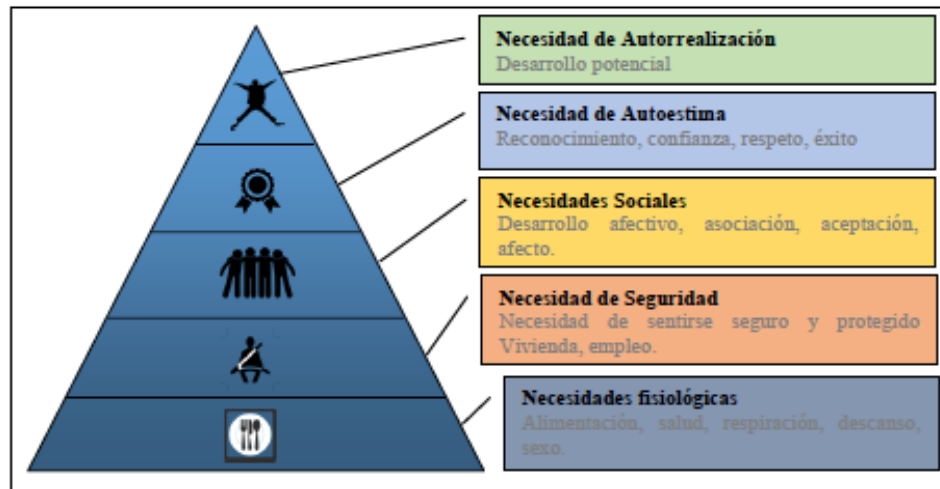 Necesidad de Autorrealización
Desarrollo potencial
Necesidad de Autoestima
Reconocimiento, confianza, respeto, éxito
Necesidades Sociales
Desarrollo afectivo, asociación, aceptación,
afecto.
Necesidad de Seguridad
Necesidad de sentirse seguro y protegido
Vivienda, empleo.
Necesidades fisiológicas
Alimentación, salud, respiración, descanso,
sexo.